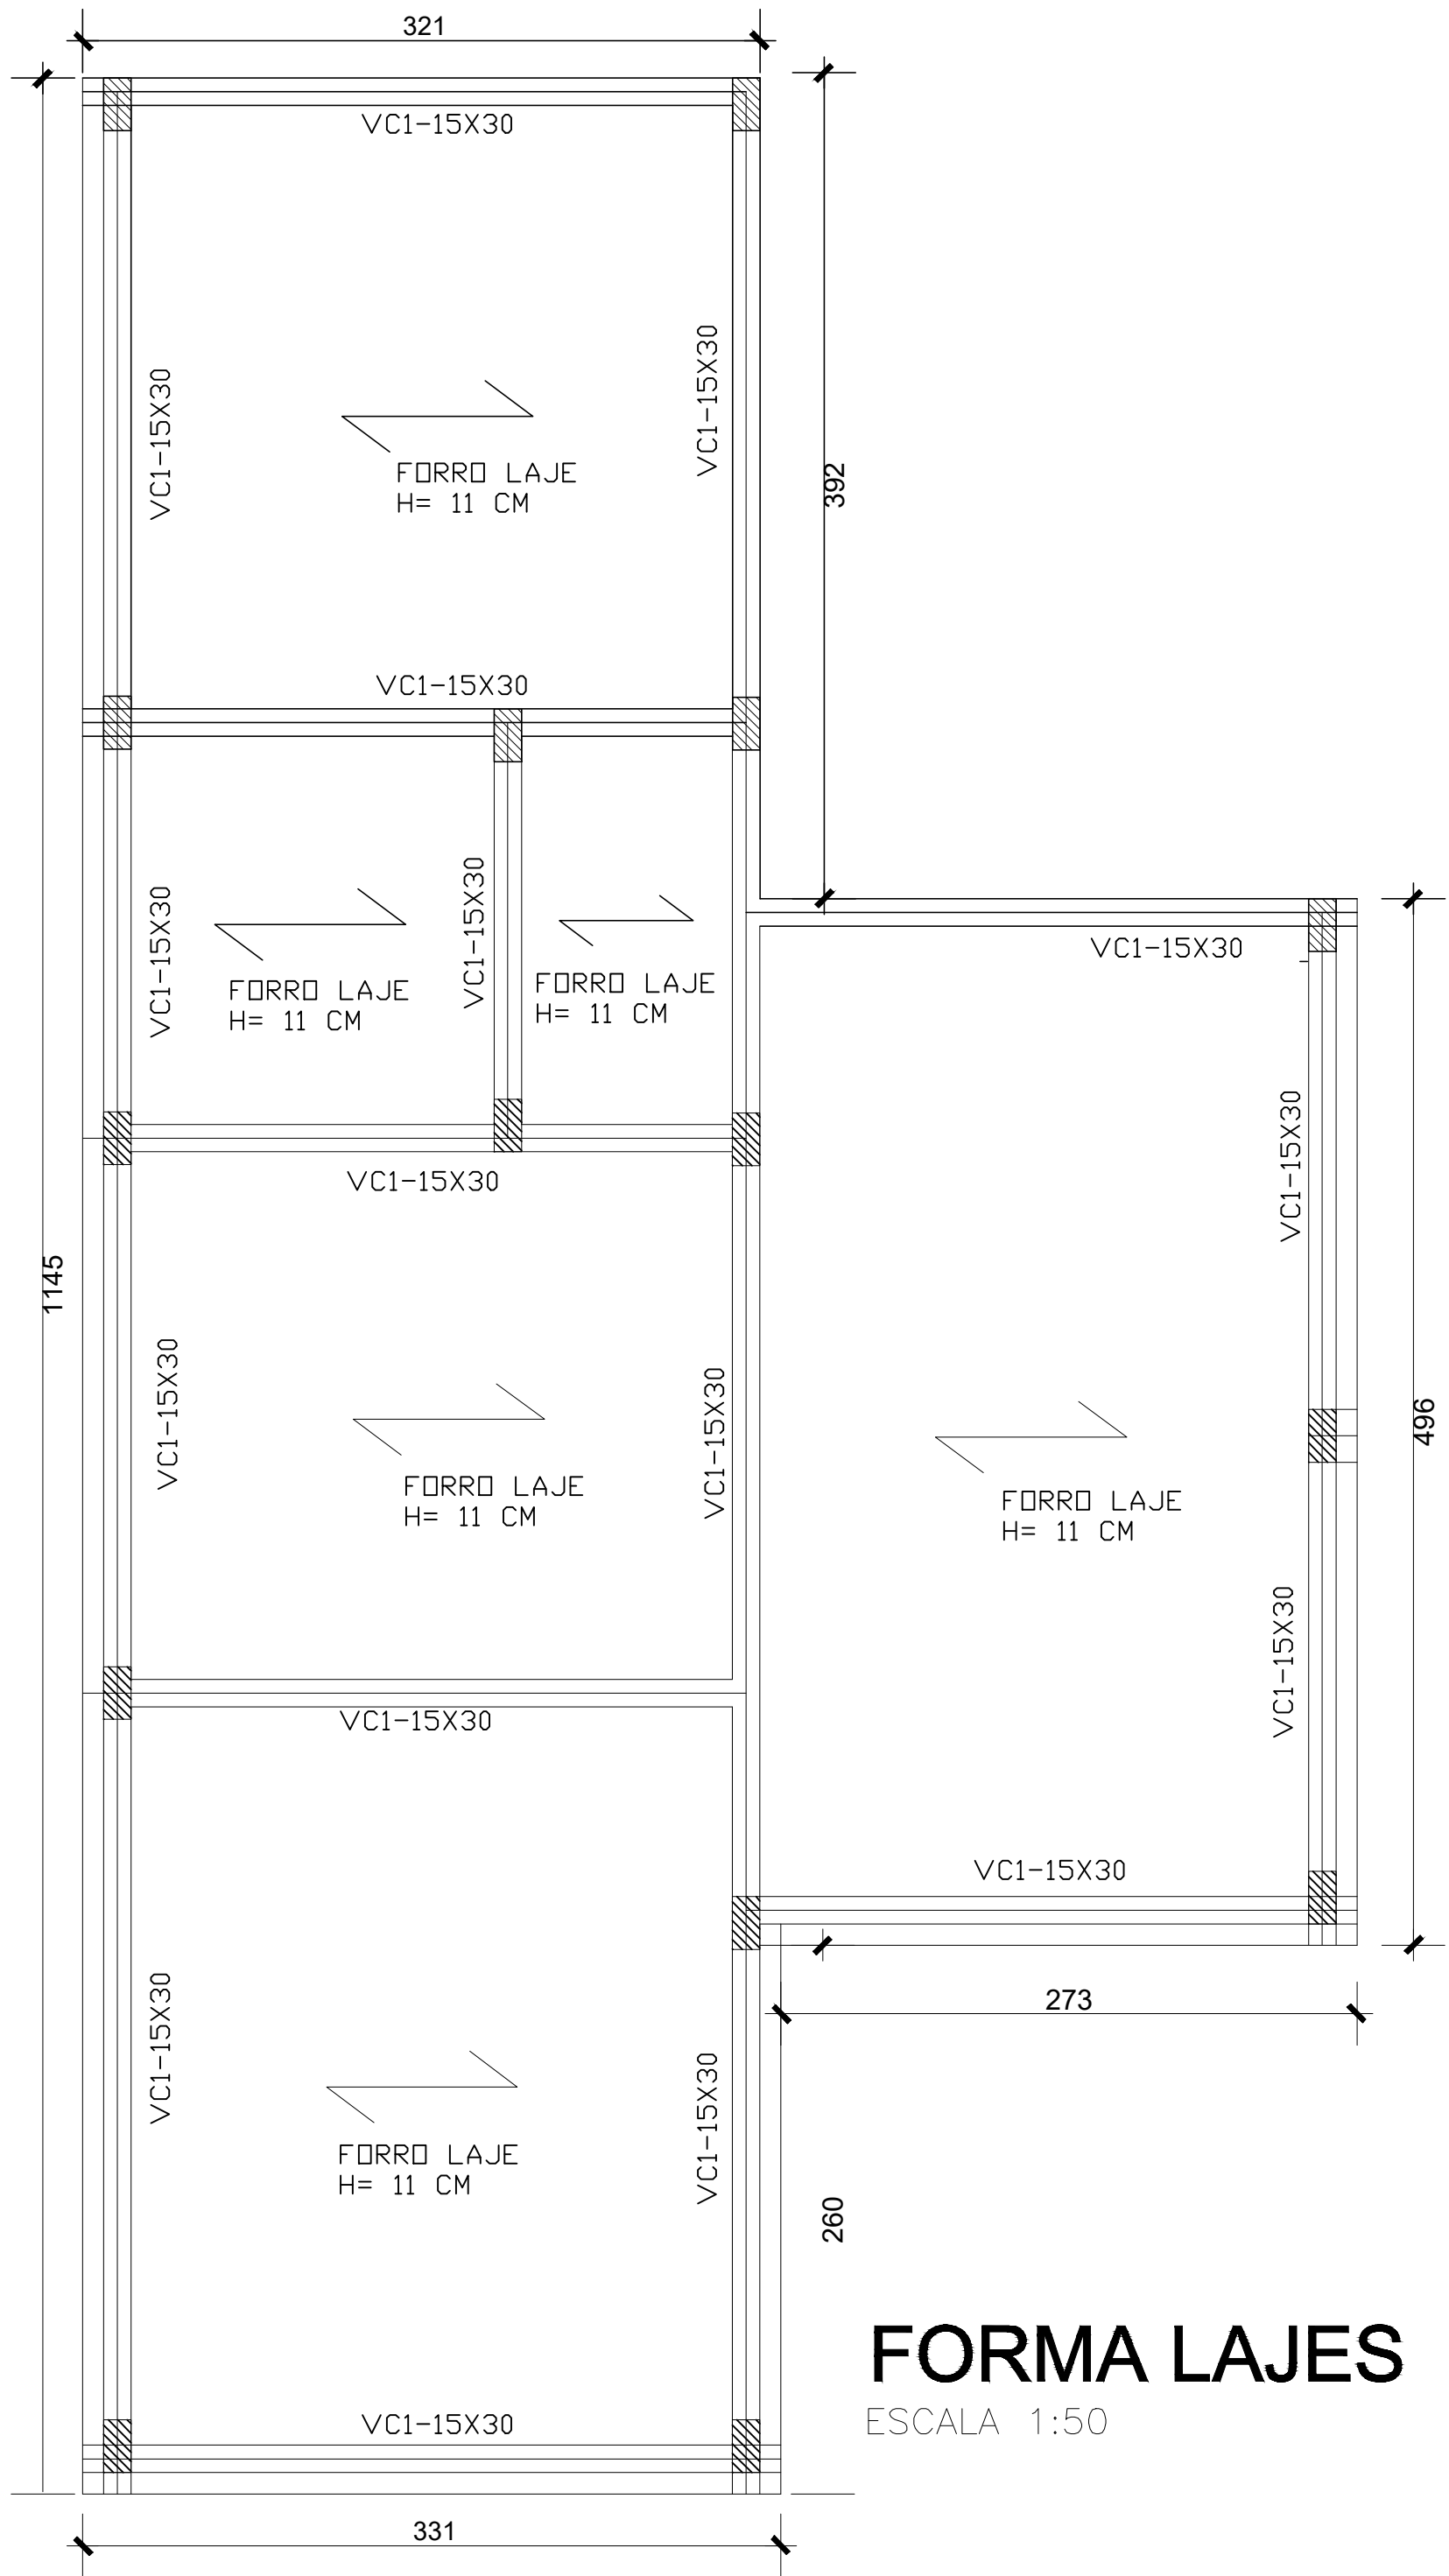 321
VC1-15X30
VC1-15X30
VC1-15X30
392
FORRO LAJE
H= 11 CM
VC1-15X30
VC1-15X30
VC1-15X30
FORRO LAJE
H= 11 CM
FORRO LAJE
H= 11 CM
VC1-15X30
VC1-15X30
VC1-15X30
1145
VC1-15X30
VC1-15X30
496
FORRO LAJE
H= 11 CM
FORRO LAJE
H= 11 CM
VC1-15X30
VC1-15X30
VC1-15X30
273
VC1-15X30
VC1-15X30
FORRO LAJE
H= 11 CM
260
FORMA LAJES
ESCALA 1:50
VC1-15X30
331